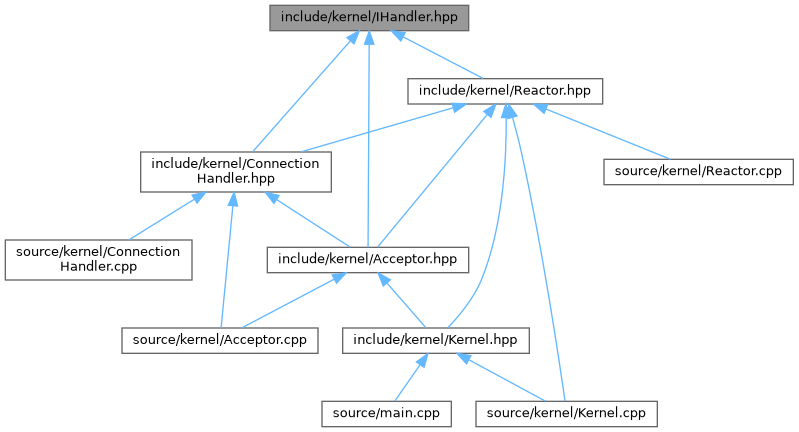 include/kernel/IHandler.hpp
include/kernel/Reactor.hpp
include/kernel/Connection
Handler.hpp
source/kernel/Reactor.cpp
source/kernel/Connection
Handler.cpp
include/kernel/Acceptor.hpp
source/kernel/Acceptor.cpp
include/kernel/Kernel.hpp
source/main.cpp
source/kernel/Kernel.cpp